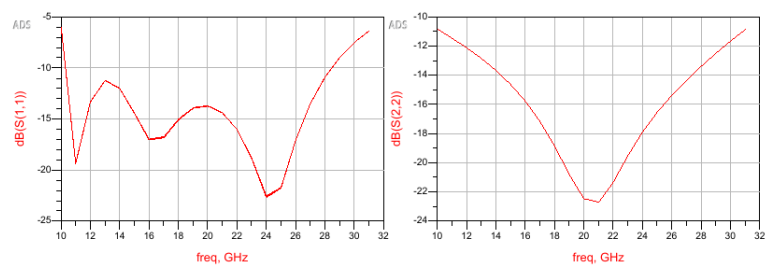 ADS
-5
-10
-15
-20
-25
dB(S(1,1))
10 12 14 16 18 20 22 24 26 28 30 32
freq, GHz
ADS
-10
-12
-14
-16
-18
-20
-22
-24
dB(S(2,2))
10 12 14 16 18 20 22 24 26 28 30 32
freq, GHz